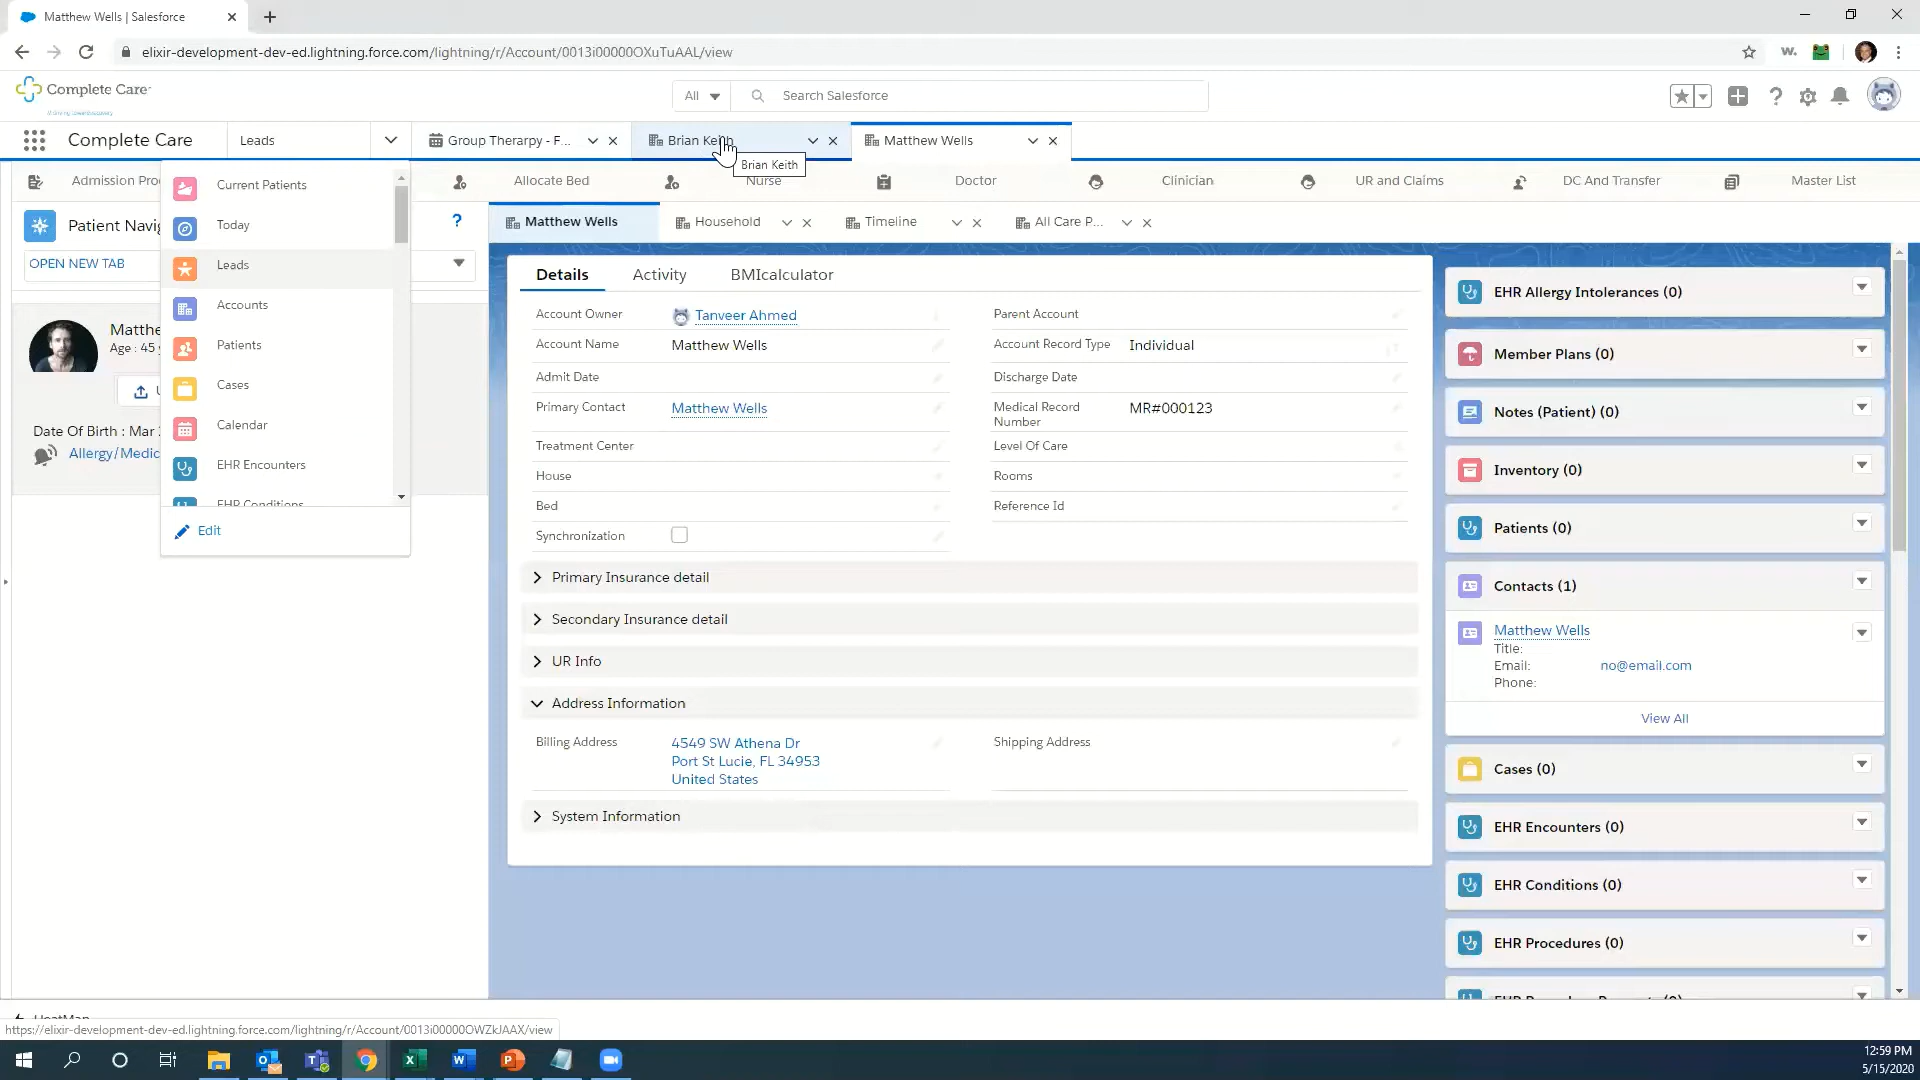 Matthew Wells | Salesforce
elixir-development-dev-ed.lightning.force.com/lightning/r/Account/0013i00000OXuTuAAL/view
w.
Complete Care
All
Search Salesforce
Complete Care
Leads
Group Therarpy - F...
Brian Keith
Matthew Wells
Brian Keith
Admission Pro
Allocate Bed
Nurse
Doctor
Clinician
UR and Claims
DC And Transfer
Master List
Patient Navig
OPEN NEW TAB
Matthe
Age : 45 y
U
Date Of Birth : Mar
Allergy/Medic
Current Patients
Today
Leads
Accounts
Patients
Cases
Calendar
EHR Encounters
EHR Conditions
Edit
Matthew Wells
Household
Timeline
All Care P...
Details
Activity
BMIcalculator
Account Owner
Tanveer Ahmed
Parent Account
Account Name
Matthew Wells
Account Record Type
Individual
Admit Date
Discharge Date
Primary Contact
Matthew Wells
Medical Record
Number
MR#000123
Treatment Center
Level Of Care
House
Rooms
Bed
Reference Id
Synchronization
Primary Insurance detail
Secondary Insurance detail
UR Info
Address Information
Billing Address
4549 SW Athena Dr
Port St Lucie, FL 34953
United States
Shipping Address
System Information
EHR Allergy Intolerances (0)
Member Plans (0)
Notes (Patient) (0)
Inventory (0)
Patients (0)
Contacts (1)
Matthew Wells
Title:
Email:
no@email.com
Phone:
View All
Cases (0)
EHR Encounters (0)
EHR Conditions (0)
EHR Procedures (0)
HeatMap
https://elixir-development-dev-ed.lightning.force.com/lightning/r/Account/0013i00000OWZkJAAX/view
12:59 PM
5/15/2020